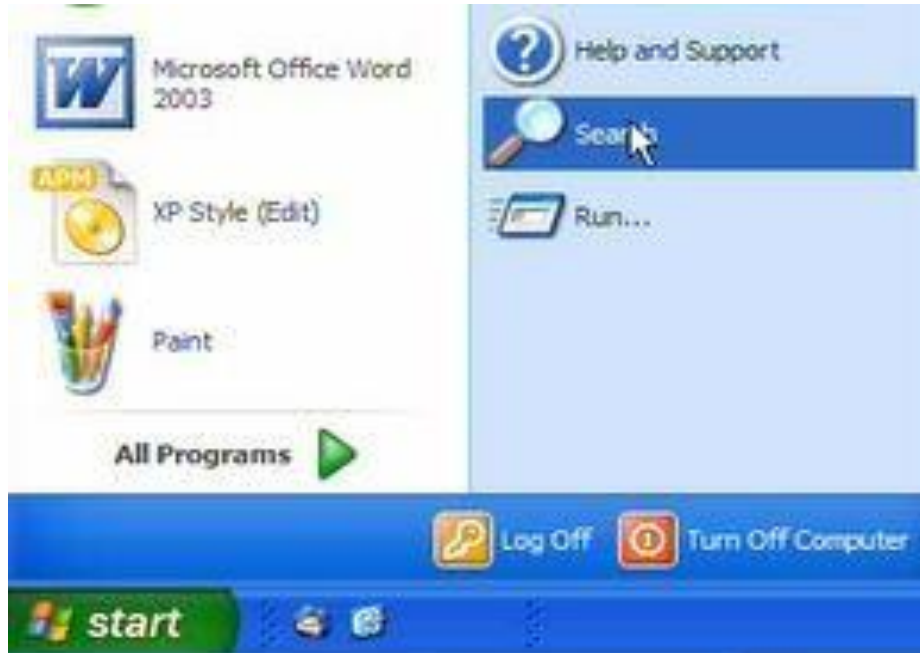 Microsoft Office Word
2003
APM
XP Style (Edit)
Paint
All Programs
Help and Support
Search
Run...
Log Off
Turn Off Computer
start